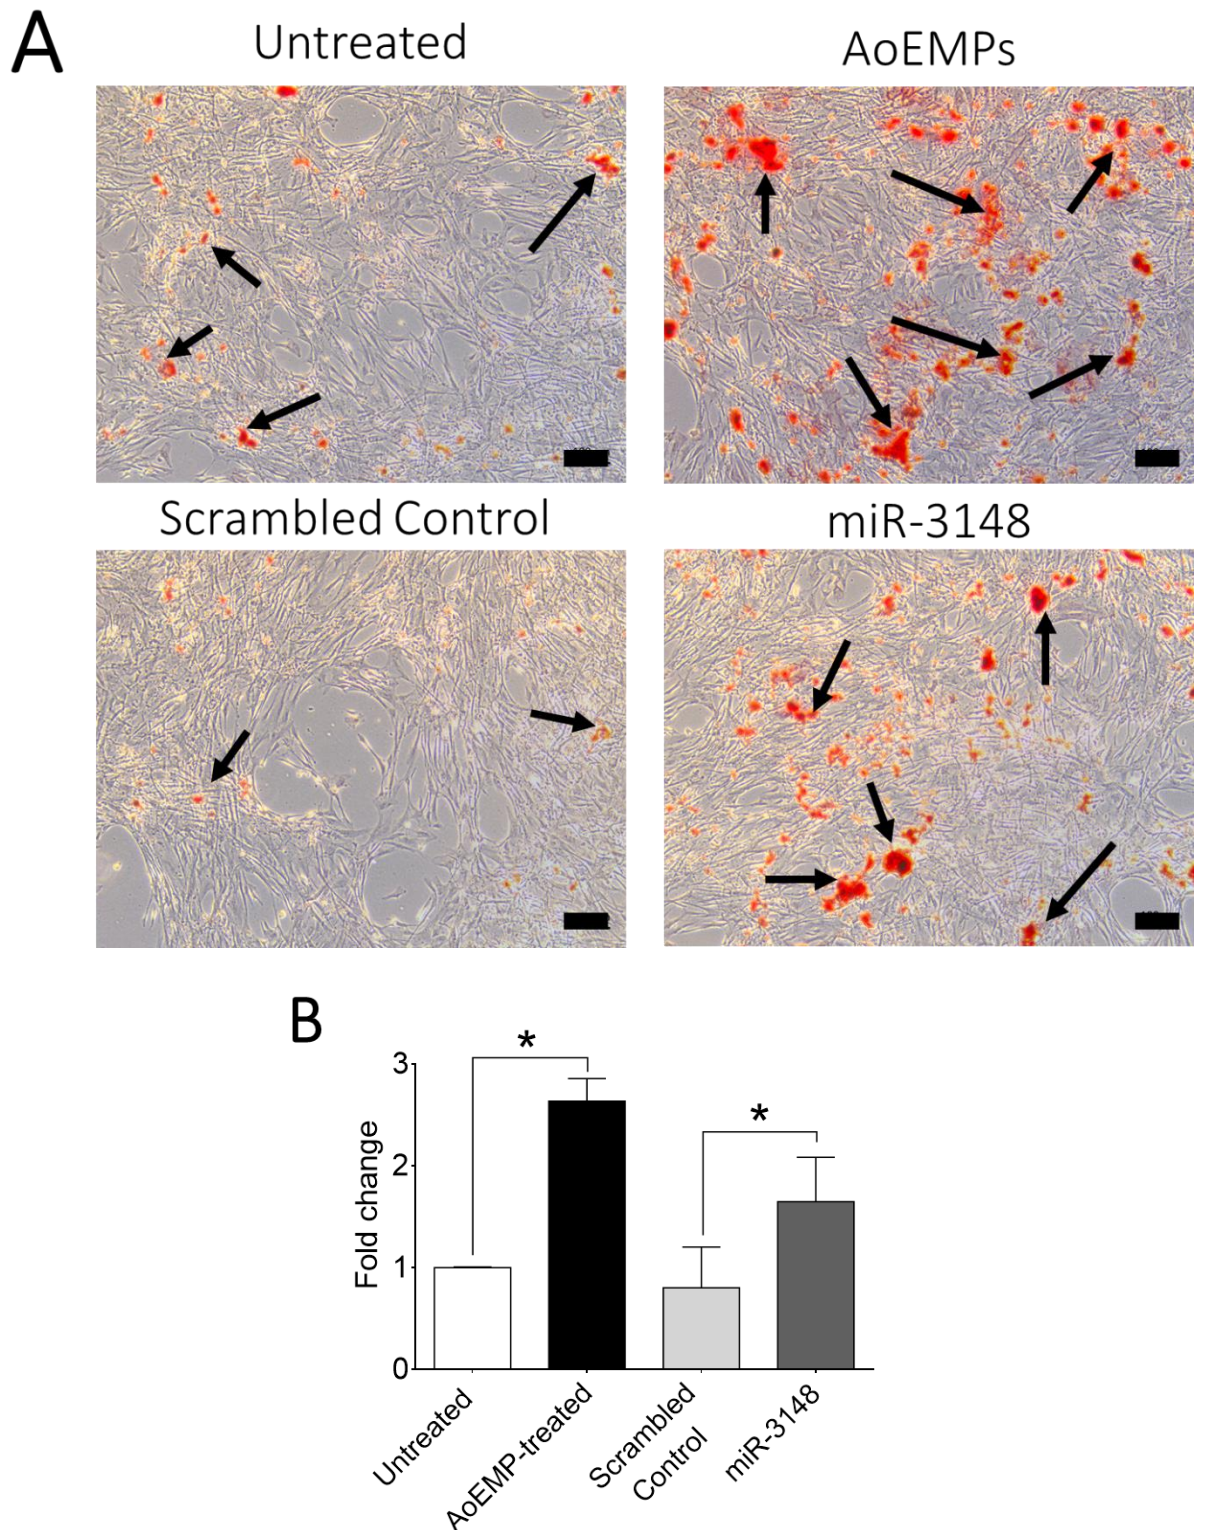 A
Untreated
AoEMPs
Scrambled Control
miR-3148
B
*
*
3
2
1
0
Fold change
Untreated
AoEMP-treated
Scrambled
Control
miR-3148